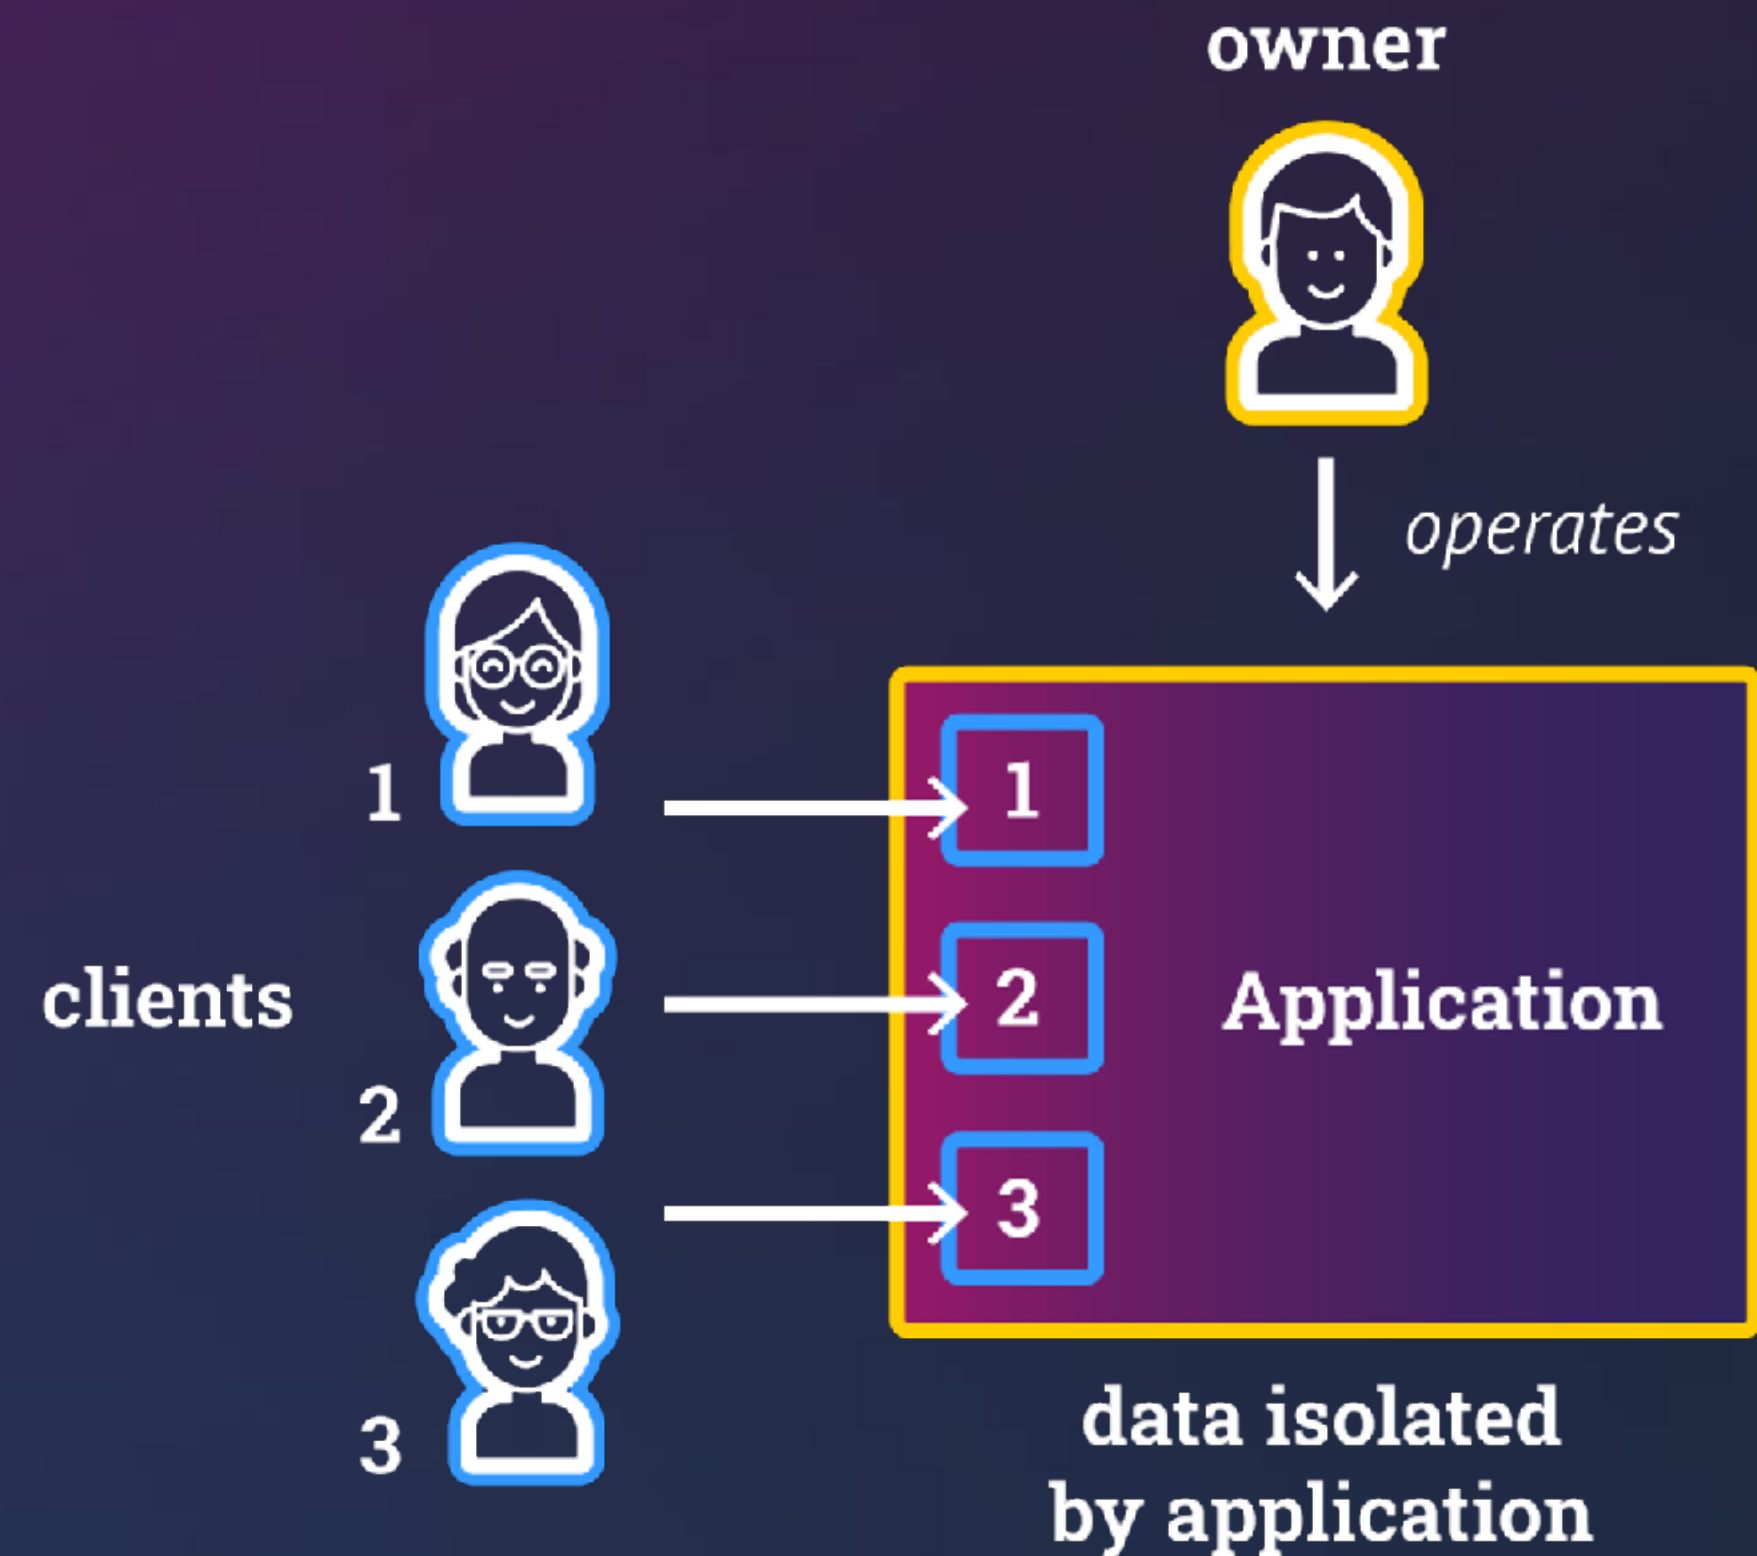 owner
operates
1
1
clients
2
2
Application
3
3
data isolated
by application